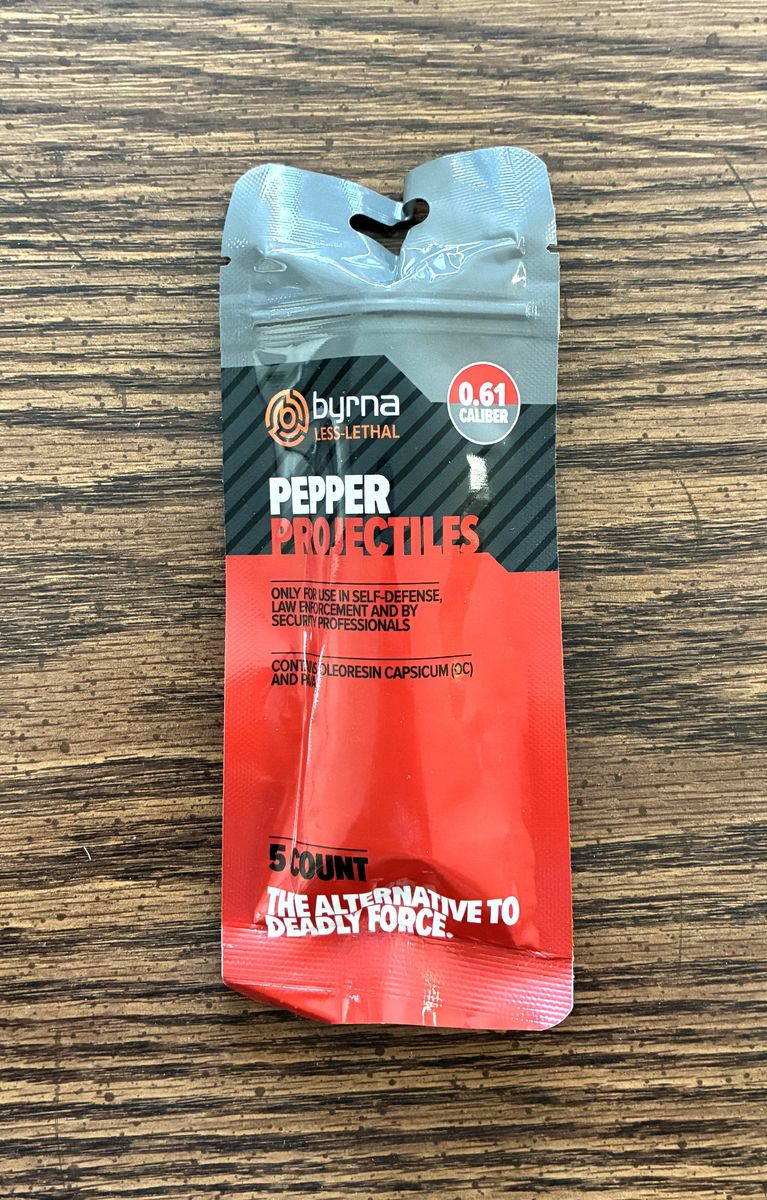 byrna
LESS-LETHAL
0.61
CALIBER
PEPPER
PROJECTILES
ONLY FOR USE IN SELF-DEFENSE,
LAW ENFORCEMENT AND BY
SECURITY PROFESSIONALS
CONTAINS OLEORESIN CAPSICUM (OC)
AND PAVA
5 COUNT
THE ALTERNATIVE TO
DEADLY FORCE.